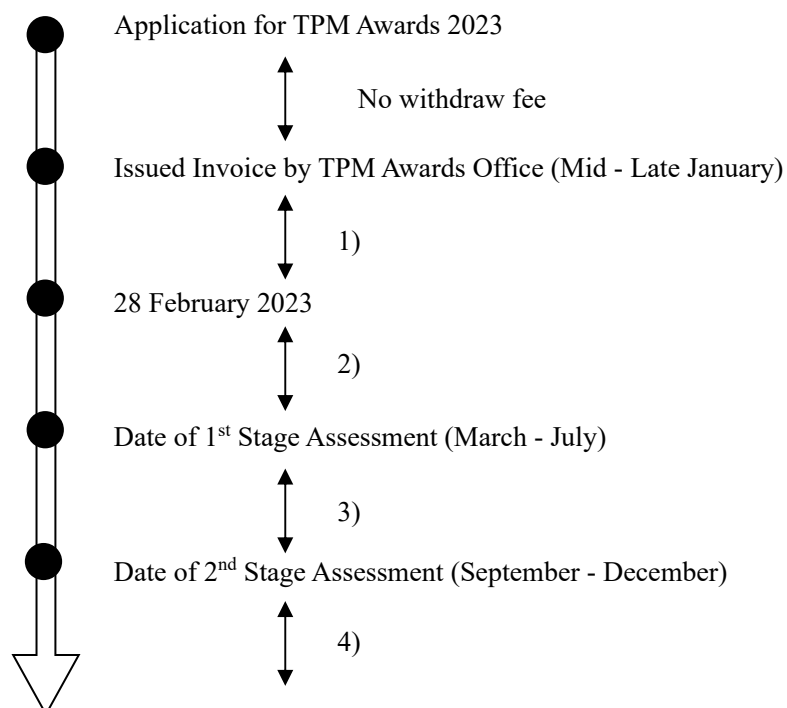 Application for TPM Awards 2023
No withdraw fee
Issued Invoice by TPM Awards Office (Mid - Late January)
1)
28 February 2023
2)
Date of 1st Stage Assessment (March - July)
3)
Date of 2nd Stage Assessment (September - December)
4)